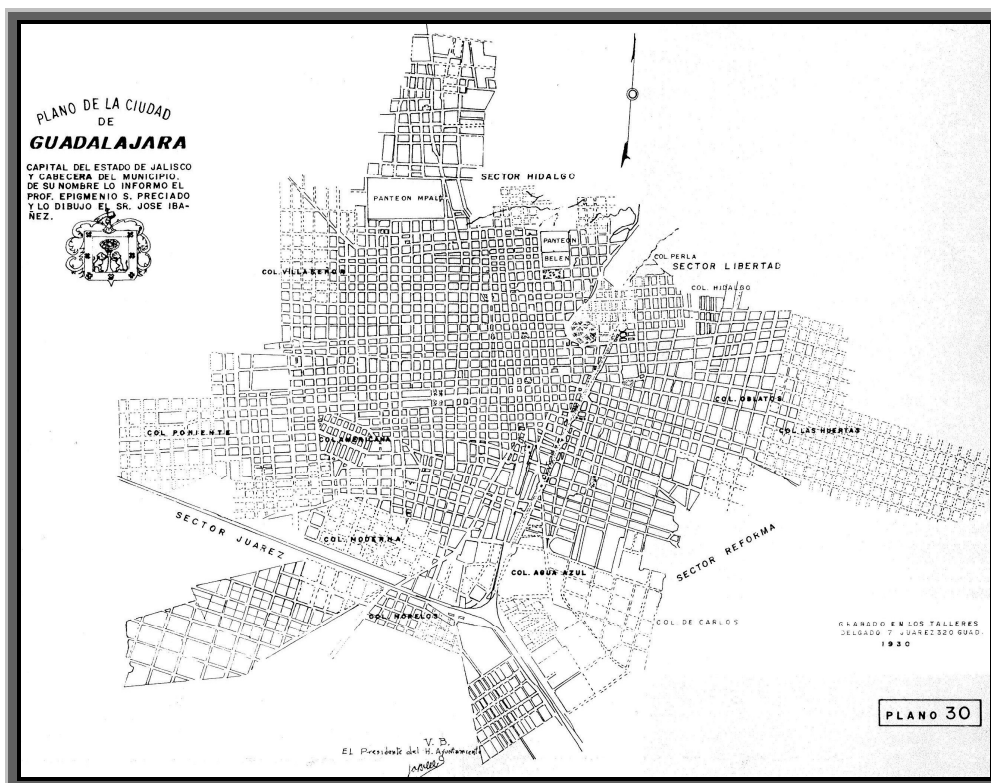 PLANO DE LA CIUDAD
DE
GUADALAJARA
CAPITAL DEL ESTADO DE JALISCO
Y CABECERA DEL MUNICIPIO.
DE SU NOMBRE LO INFORMO EL
PROF. EPIGMENIO S. PRECIADO
Y LO DIBUJO EL SR. JOSE IBA-
ÑEZ.
SECTOR HIDALGO
PANTEON MPAL.
PANTEON
BELEN
COL. PERLA
SECTOR LIBERTAD
COL. VILLASEÑOR
COL. HIDALGO
COL. OBLATOS
COL. PONIENTE
COL. AMERICANA
COL. LAS HUERTAS
SECTOR JUAREZ
COL. MODERNA
SECTOR REFORMA
COL. AGUA AZUL
COL. MORELOS
COL. DE CARLOS
GRABADO EN LOS TALLERES
DELGADO 7 JUAREZ 320 GUAD.
1930
PLANO 30
V. B.
EL Presidente del H. Ayuntamiento